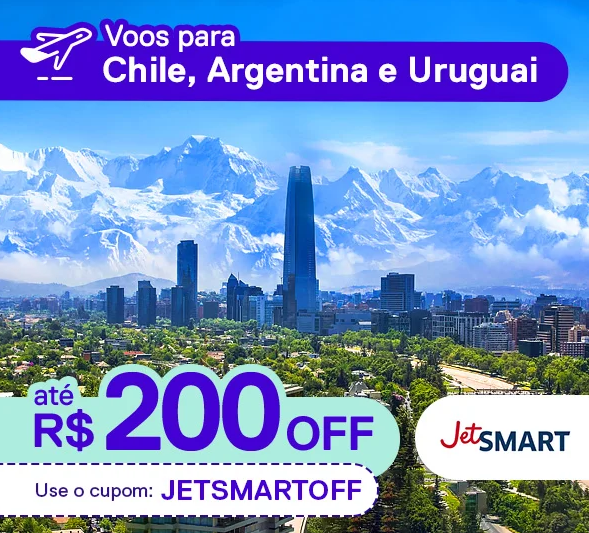 Voos para
Chile, Argentina e Uruguai
até
R$ 200 OFF
JetSMART
Use o cupom: JETSMARTOFF